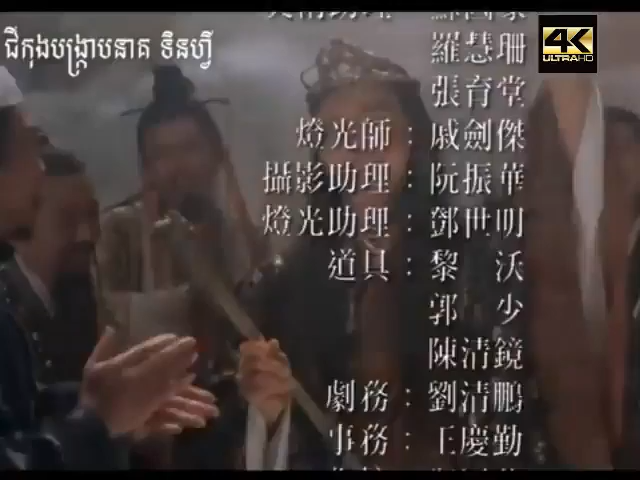 ជីកុងបង្ក្រាបនាគ ទិនហ្វី
4K
ULTRAHD
羅慧珊
張育堂
燈光師：戚劍傑
攝影助理：阮振華
燈光助理：鄧世明
道具：黎　沃
郭　少
陳清鏡
劇務：劉清鵬
事務：王慶勤